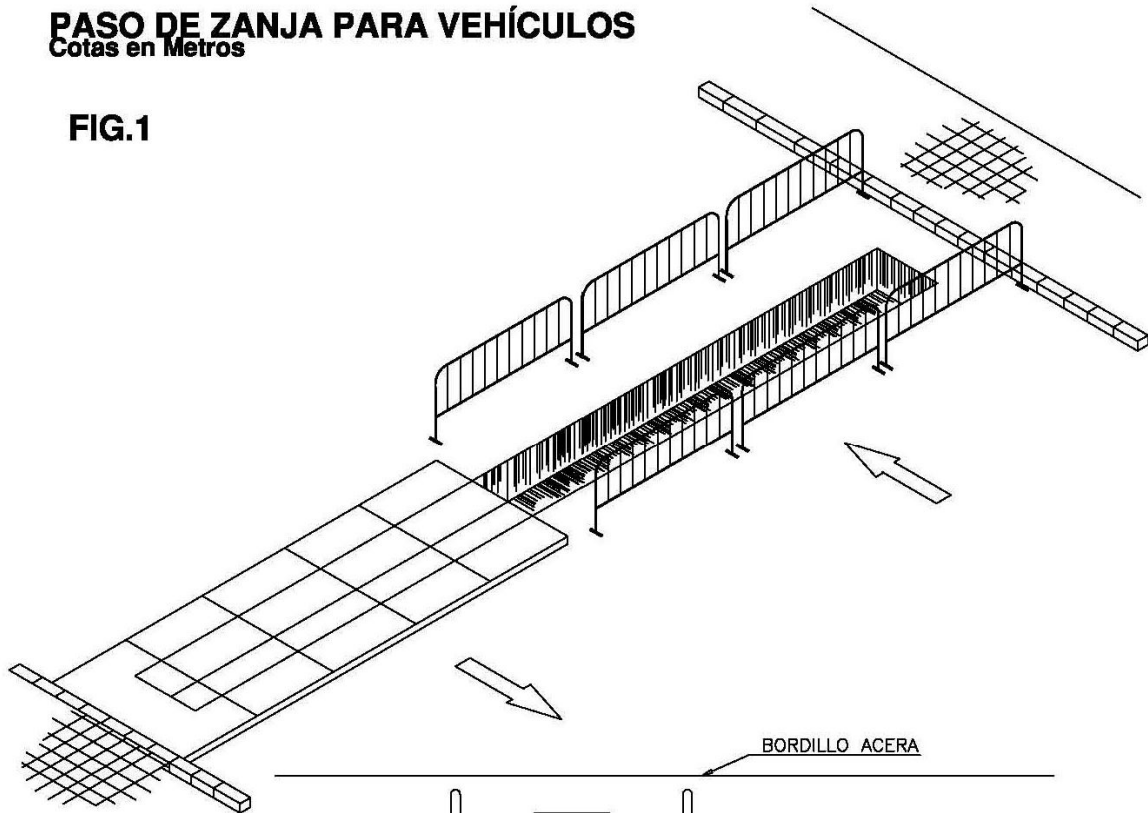 PASO DE ZANJA PARA VEHÍCULOS
Cotas en Metros
FIG.1
BORDILLO ACERA